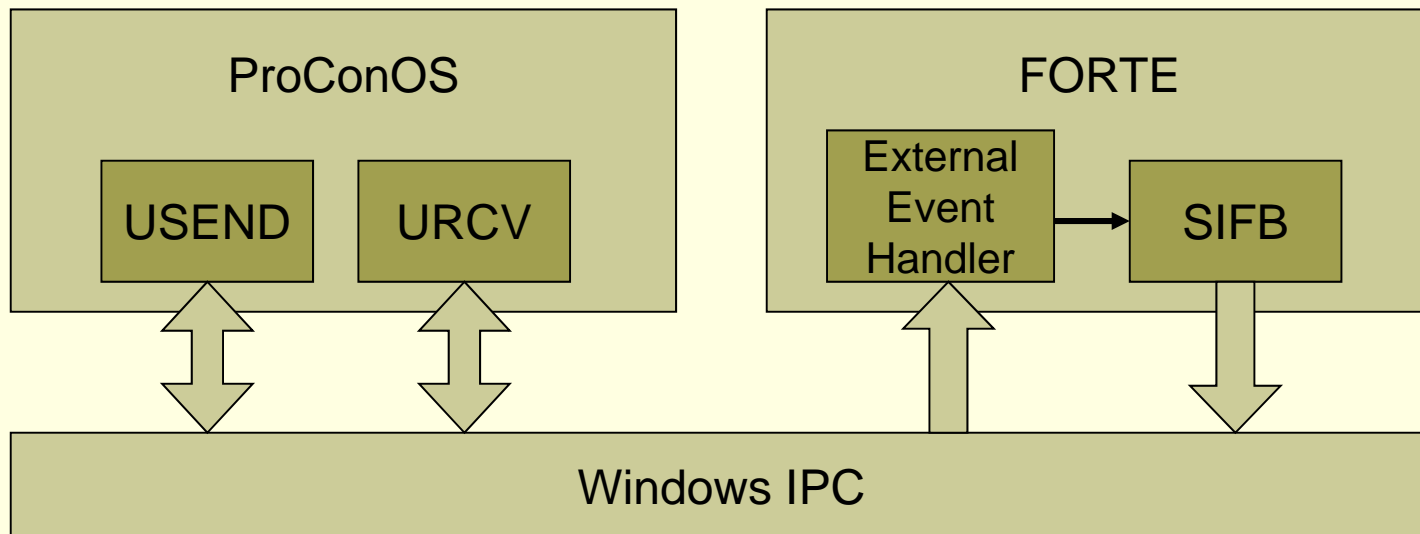 ProConOS
USEND
URCV
FORTE
External
Event
Handler
SIFB
Windows IPC